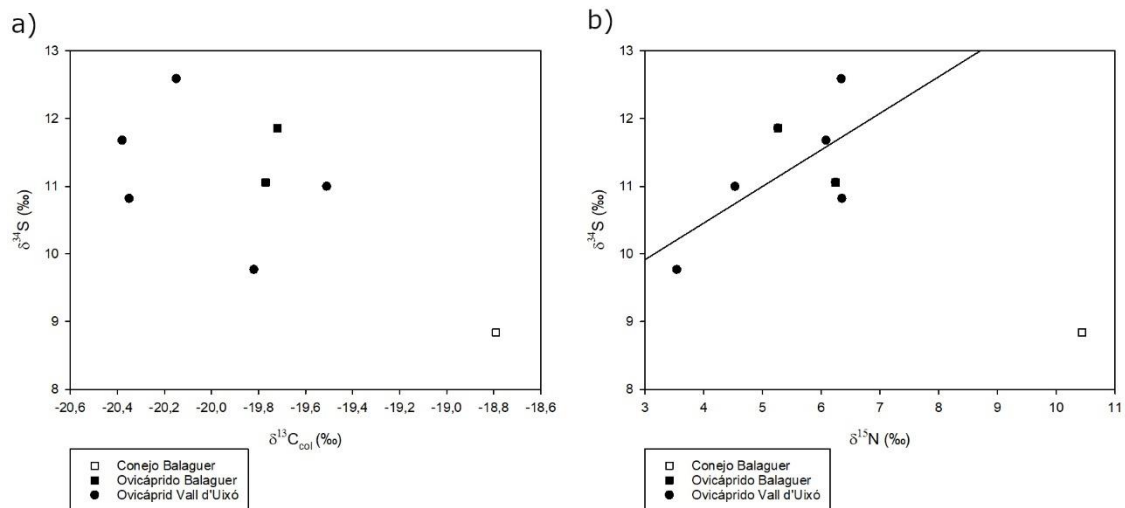 a)
13
12
11
10
9
8
δ34S (‰)
-20,6 -20,4 -20,2 -20,0 -19,8 -19,6 -19,4 -19,2 -19,0 -18,8 -18,6
δ13Ccol (‰)
Conejo Balaguer
Ovicáprido Balaguer
Ovicáprid Vall d'Uixó
b)
13
12
11
10
9
8
δ34S (‰)
3 4 5 6 7 8 9 10 11
δ15N (‰)
Conejo Balaguer
Ovicáprido Balaguer
Ovicáprido Vall d'Uixó